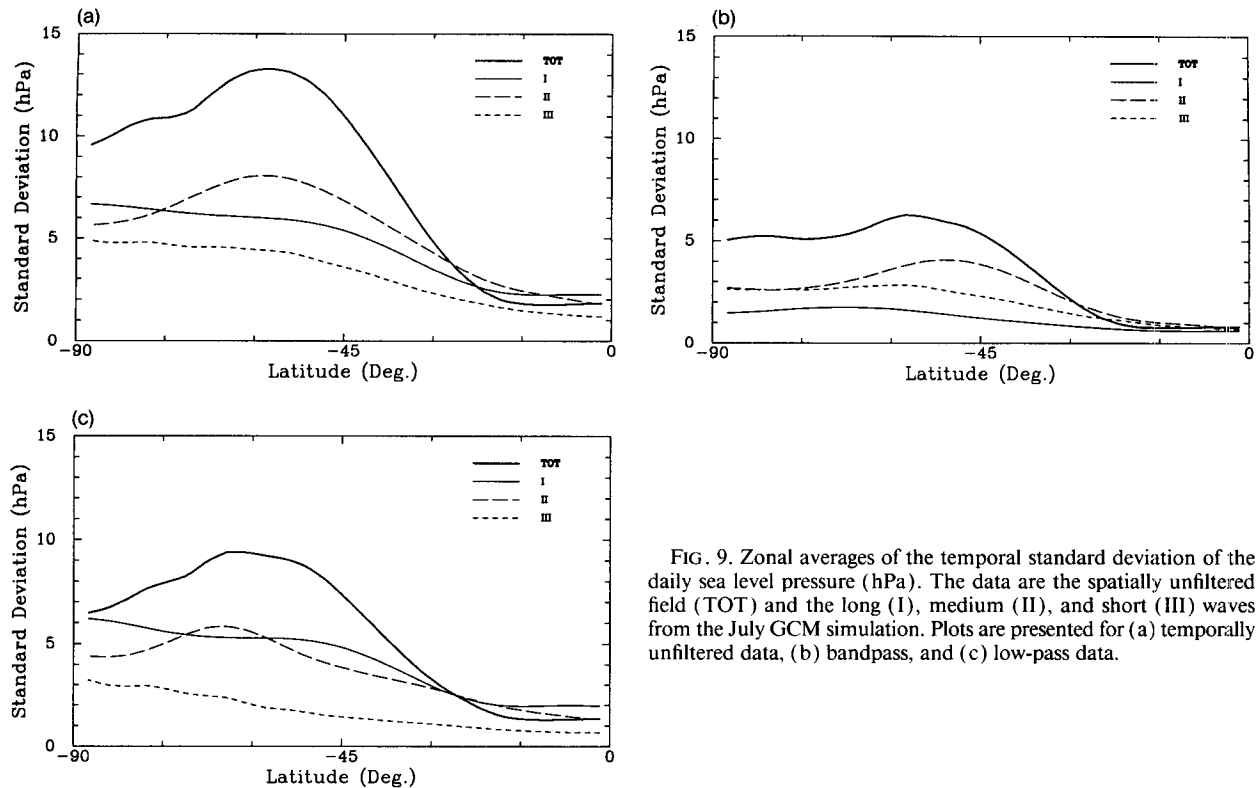 (a)
15
10
5
0
Standard Deviation (hPa)
TOT
I
II
III
-90
-45
0
Latitude (Deg.)
(b)
15
10
5
0
Standard Deviation (hPa)
TOT
I
II
III
-90
-45
0
Latitude (Deg.)
(c)
15
10
5
0
Standard Deviation (hPa)
TOT
I
II
III
-90
-45
0
Latitude (Deg.)
FIG. 9. Zonal averages of the temporal standard deviation of the
daily sea level pressure (hPa). The data are the spatially unfiltered
field (TOT) and the long (I), medium (II), and short (III) waves
from the July GCM simulation. Plots are presented for (a) temporally
unfiltered data, (b) bandpass, and (c) low-pass data.